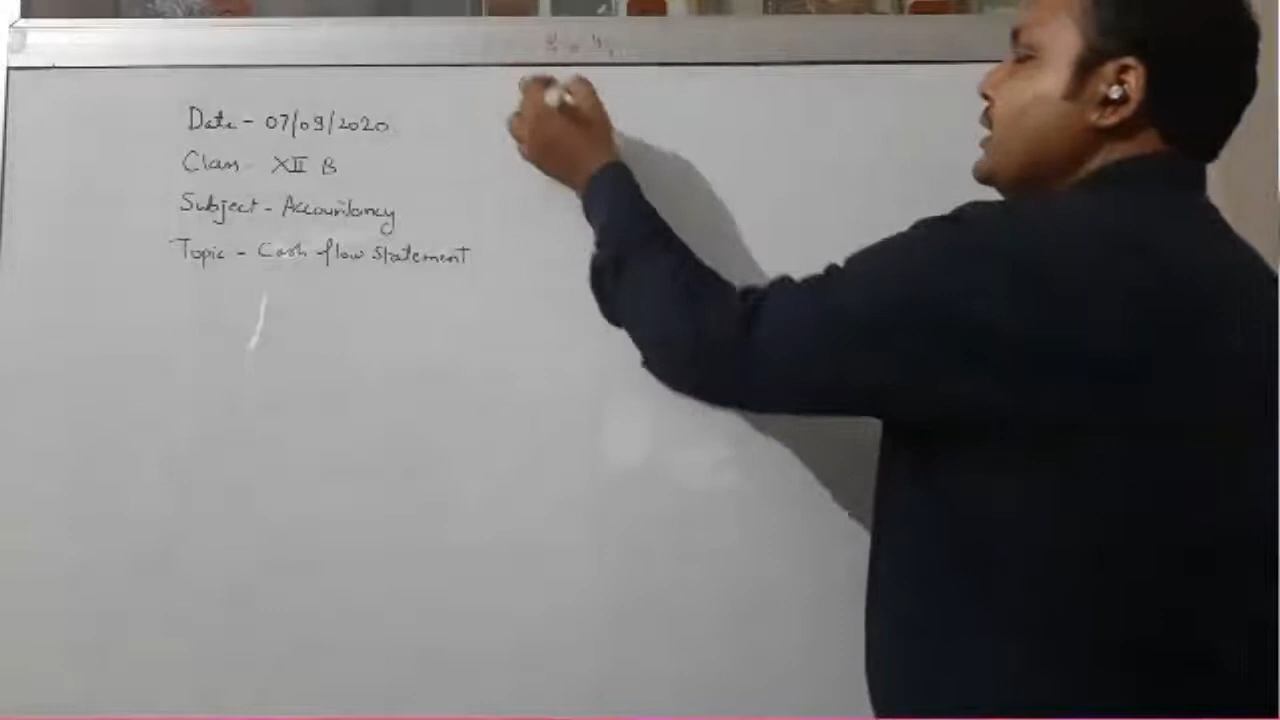 Date - 07/09/2020
Class - XII B
Subject - Accountancy
Topic - Cash flow statement